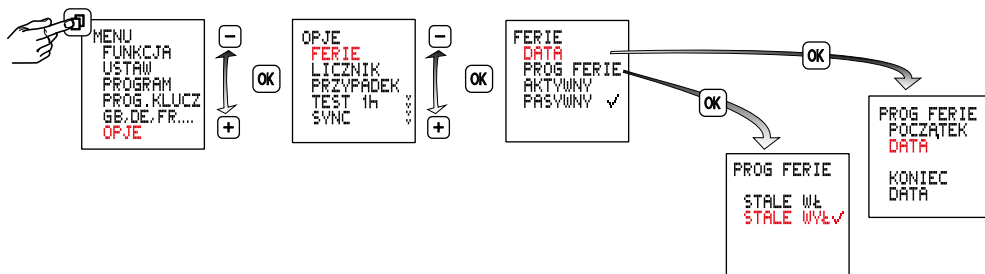 MENU
FUNKCJA
USTAW
PROGRAM
PROG.KLUCZ
GB,DE,FR....
OPJE
−
+
OK
OPJE
FERIE
LICZNIK
PRZYPADEK
TEST 1h
SYNC
−
+
OK
FERIE
DATA
PROG FERIE
AKTYWNY
PASYWNY ✓
OK
OK
PROG FERIE
STALE WŁ
STALE WYŁ✓
PROG FERIE
POCZĄTEK
DATA
KONIEC
DATA